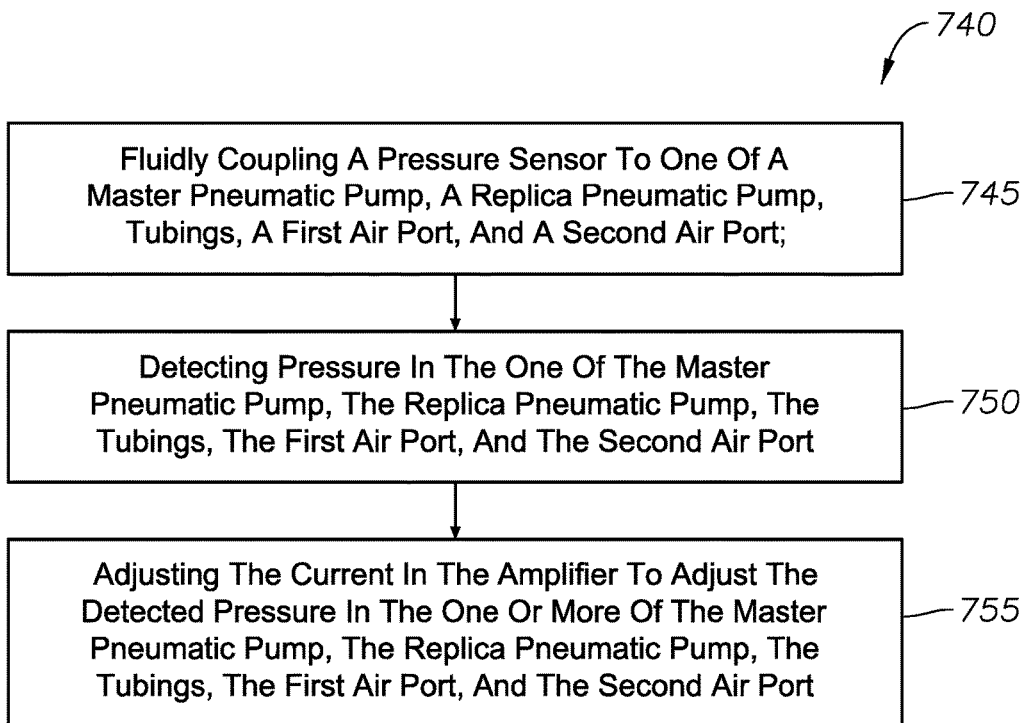 740
Fluidly Coupling A Pressure Sensor To One Of A
Master Pneumatic Pump, A Replica Pneumatic Pump,
Tubings, A First Air Port, And A Second Air Port;
745
Detecting Pressure In The One Of The Master
Pneumatic Pump, The Replica Pneumatic Pump, The
Tubings, The First Air Port, And The Second Air Port
750
Adjusting The Current In The Amplifier To Adjust The
Detected Pressure In The One Or More Of The Master
Pneumatic Pump, The Replica Pneumatic Pump, The
Tubings, The First Air Port, And The Second Air Port
755